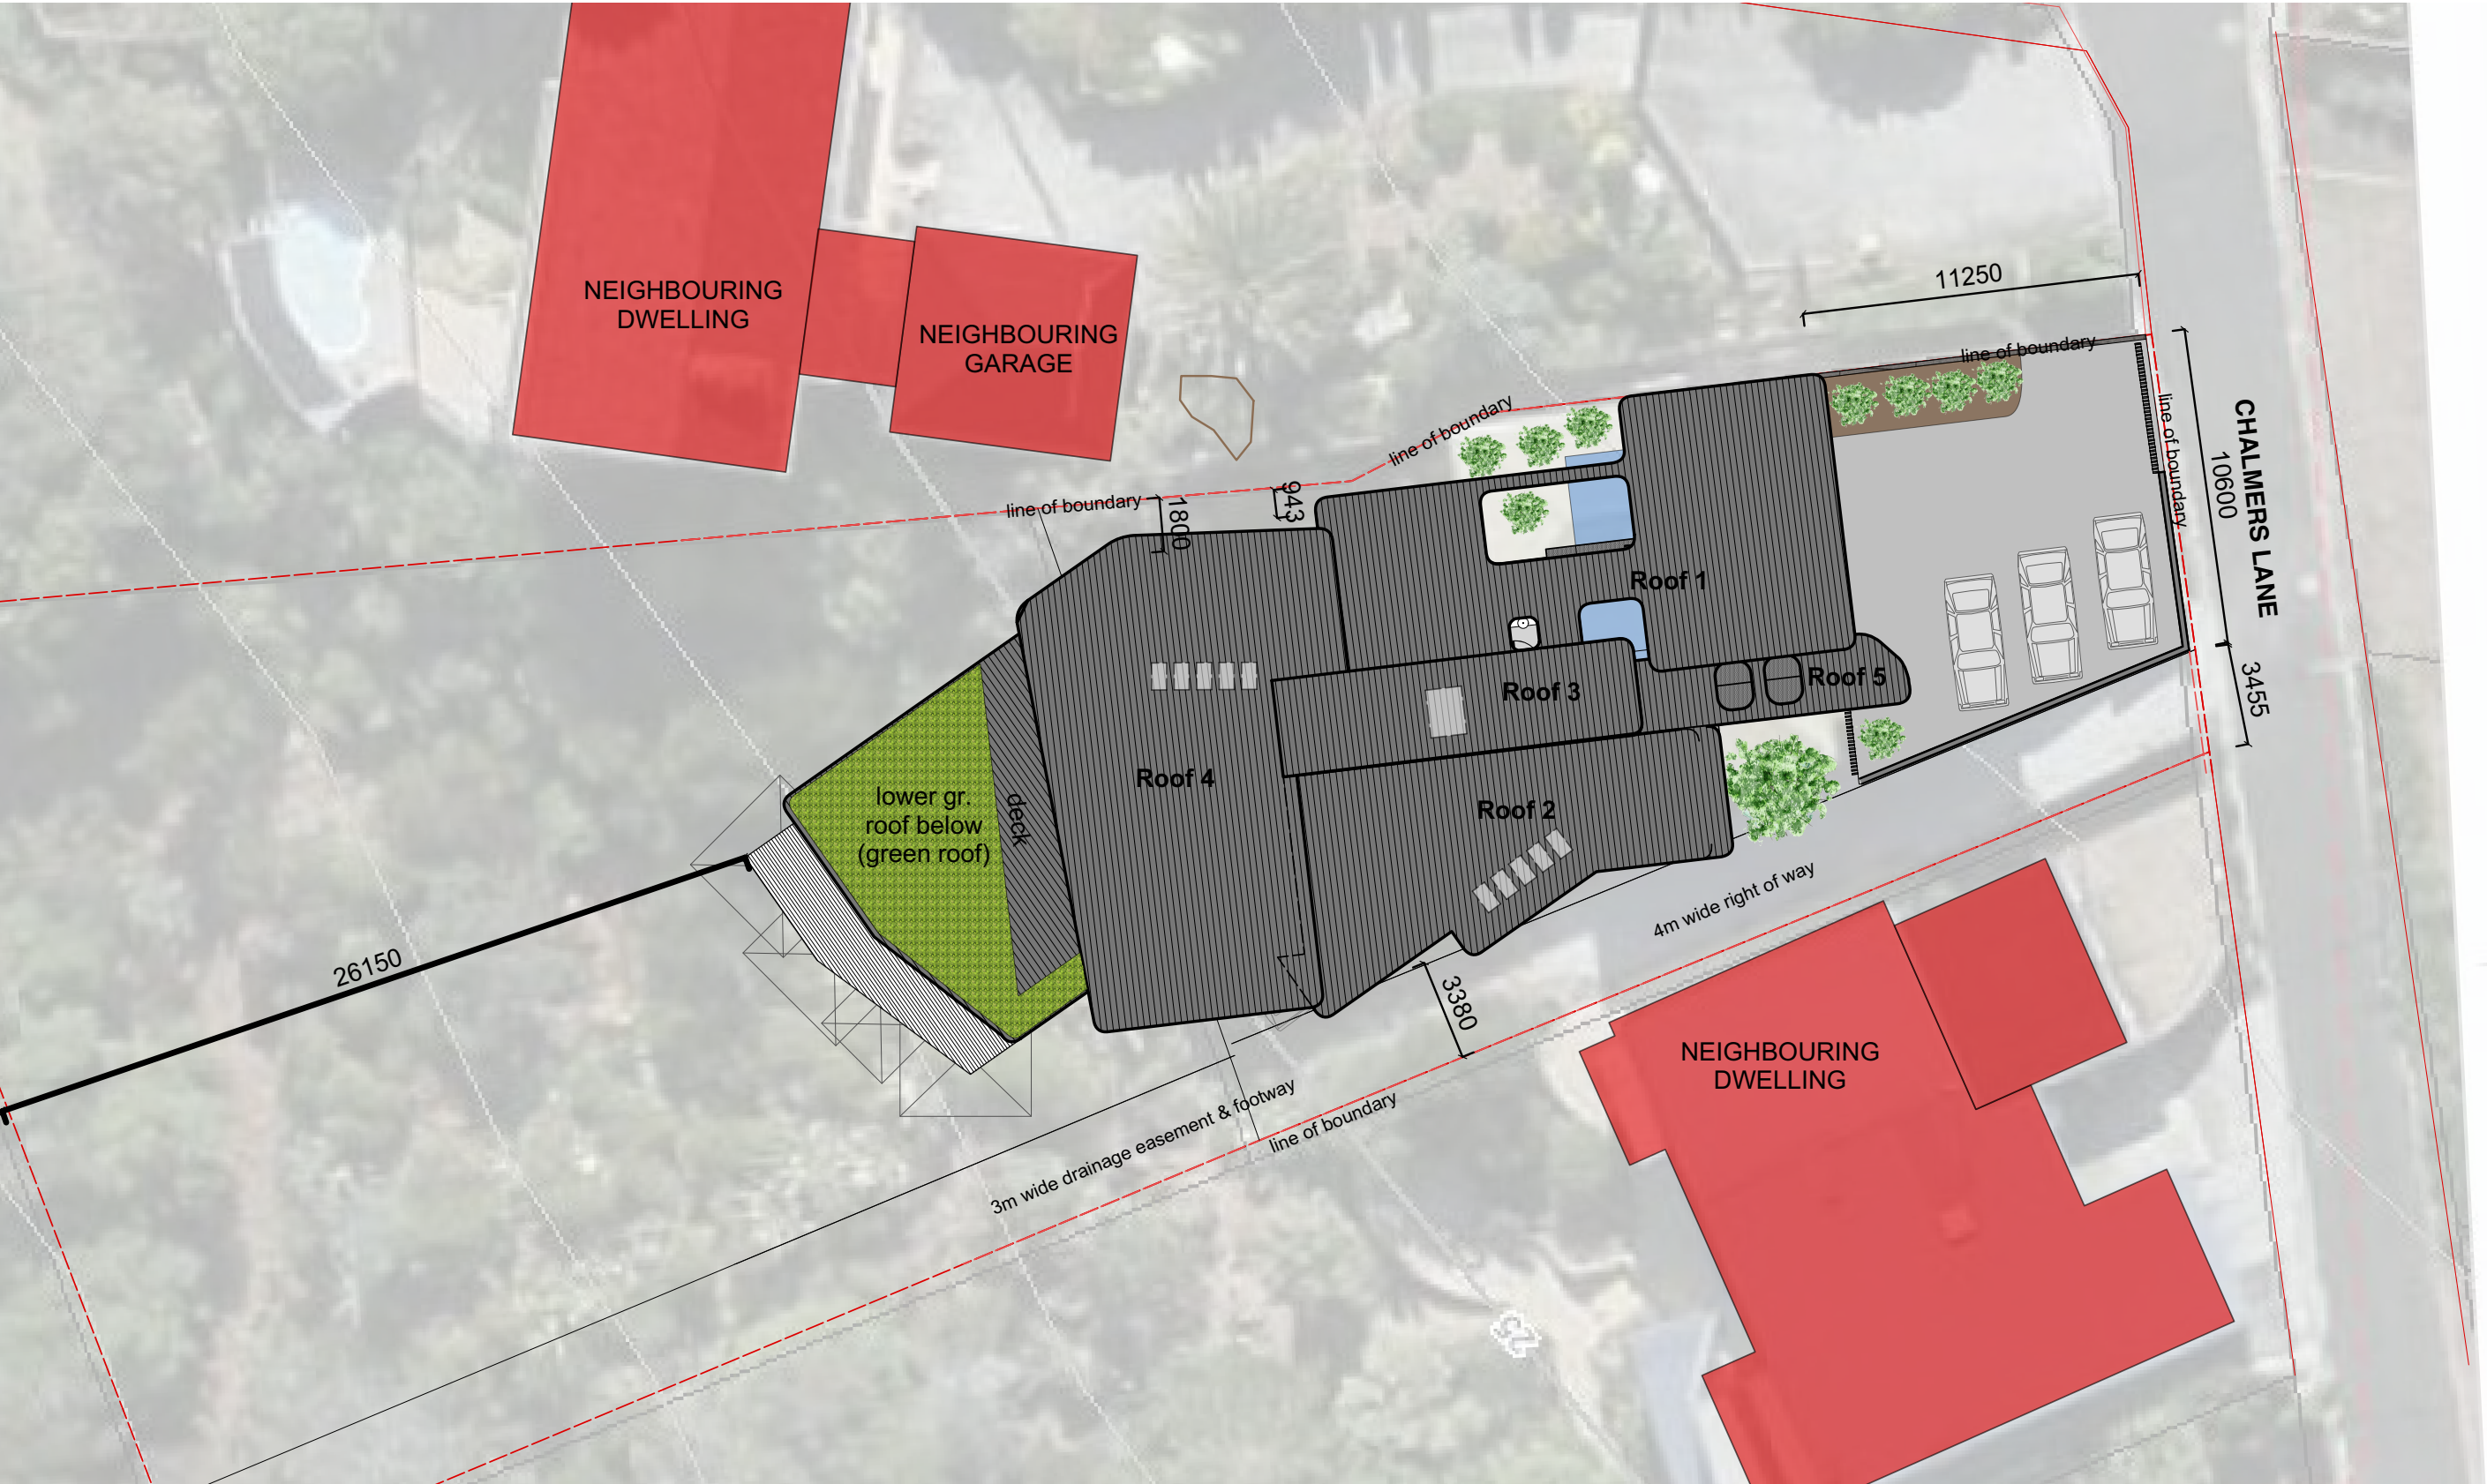 NEIGHBOURING
DWELLING
NEIGHBOURING
GARAGE
11250
line of boundary
line of boundary
CHALMERS LANE
10600
3455
line of boundary
line of boundary
1800
943
Roof 1
Roof 5
Roof 3
Roof 4
Roof 2
lower gr.
roof below
(green roof)
deck
26150
4m wide right of way
3380
NEIGHBOURING
DWELLING
3m wide drainage easement & footway
line of boundary